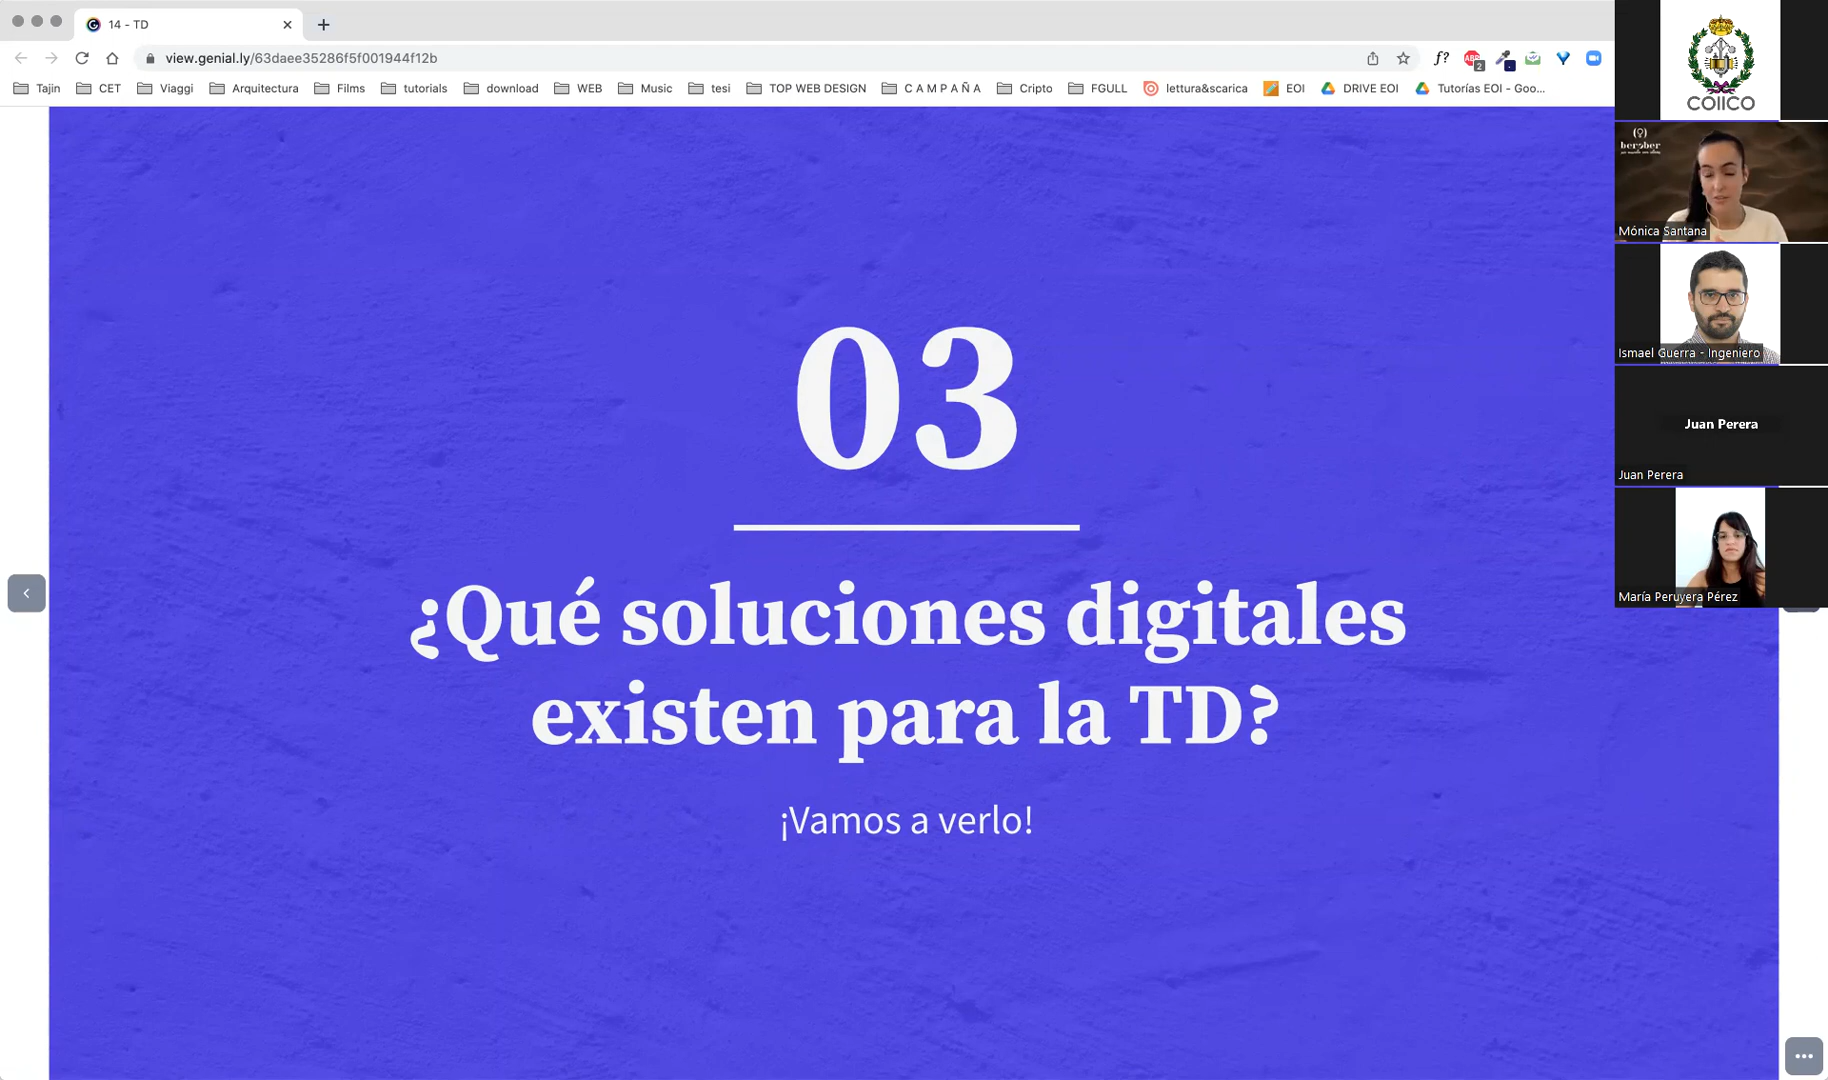 14 - TD
view.genial.ly/63daee35286f5f001944f12b
f?
2
Tajin
CET
Viaggi
Arquitectura
Films
tutorials
download
WEB
Music
tesi
TOP WEB DESIGN
C A M P A Ñ A
Cripto
FGULL
lettura&scarica
EOI
DRIVE EOI
Tutorías EOI - Goo...
03
¿Qué soluciones digitales
existen para la TD?
¡Vamos a verlo!
COIICO
Mónica Santana
Ismael Guerra - Ingeniero
Juan Perera
Juan Perera
María Peruyera Pérez